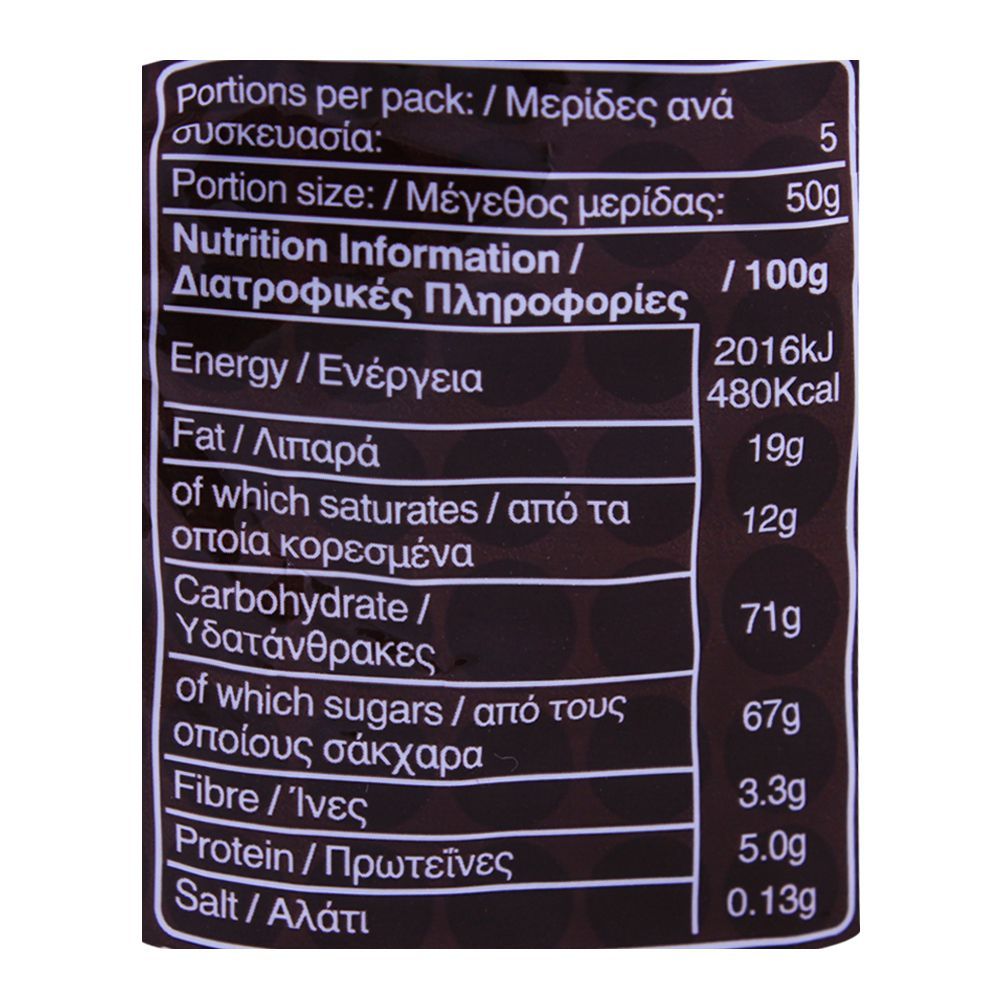 Portions per pack: / Μερίδες ανά
συσκευασία: 5
Portion size: / Μέγεθος μερίδας: 50g
Nutrition Information /
Διατροφικές Πληροφορίες / 100g
Energy / Ενέργεια 2016kJ
480Kcal
Fat / Λιπαρά 19g
of which saturates / από τα
οποία κορεσμένα 12g
Carbohydrate /
Υδατάνθρακες 71g
of which sugars / από τους
οποίους σάκχαρα 67g
Fibre / Ίνες 3.3g
Protein / Πρωτεΐνες 5.0g
Salt / Αλάτι 0.13g